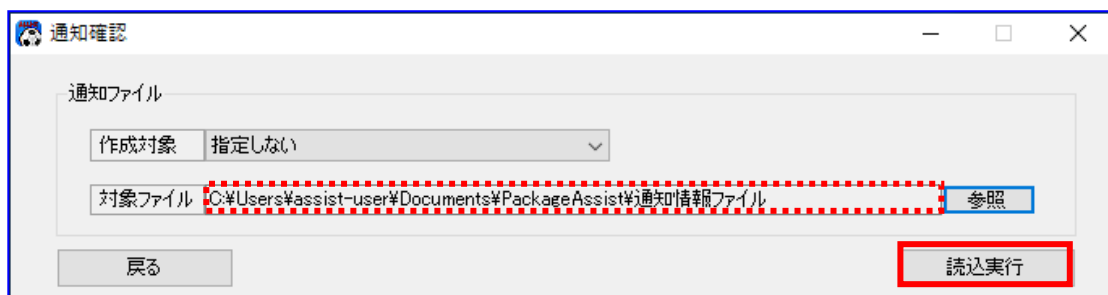 通知確認
通知ファイル
作成対象 指定しない
対象ファイル C:¥Users¥assist-user¥Documents¥PackageAssist¥通知情報ファイル 参照
戻る 読込実行